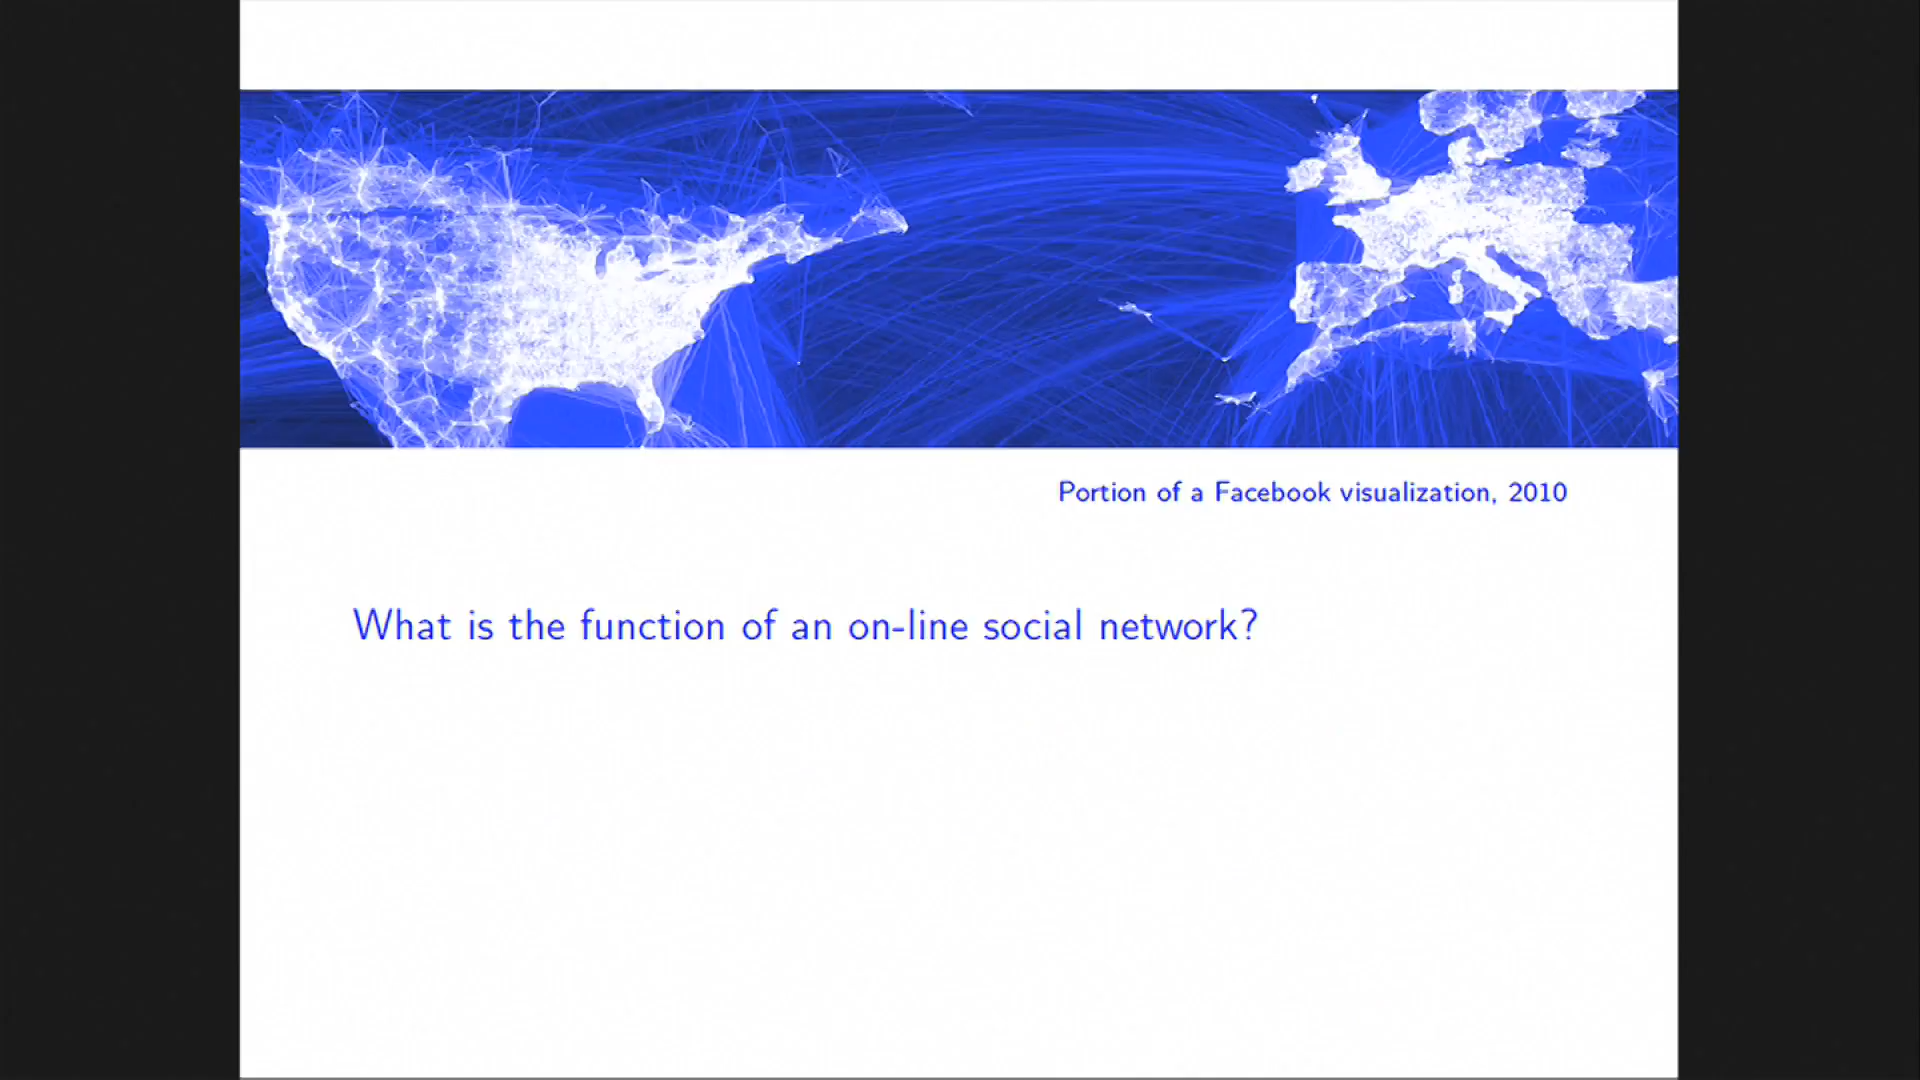 Portion of a Facebook visualization, 2010
What is the function of an on-line social network?